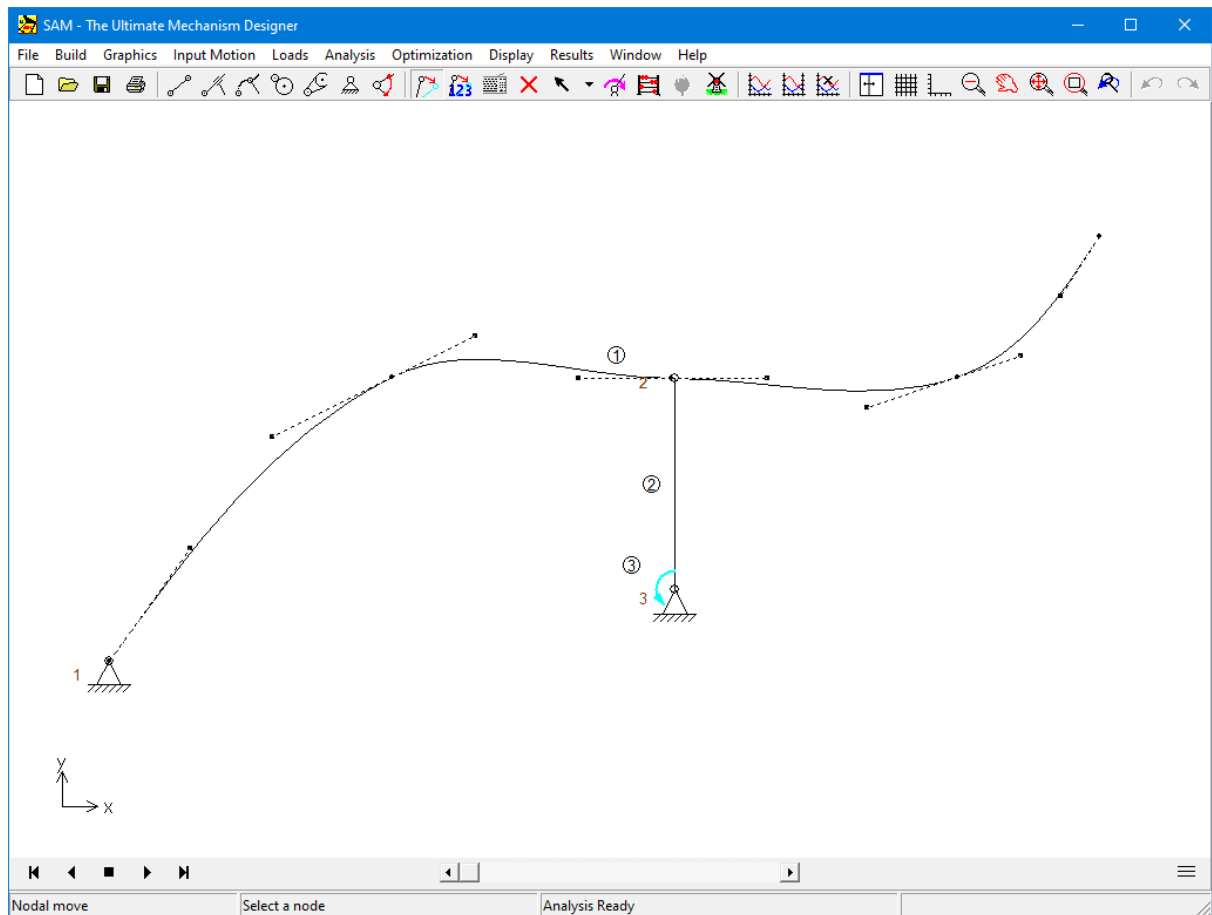 SAM - The Ultimate Mechanism Designer
File Build Graphics Input Motion Loads Analysis Optimization Display Results Window Help
123
1
2
2
3
3
1
y
x
Nodal move Select a node Analysis Ready